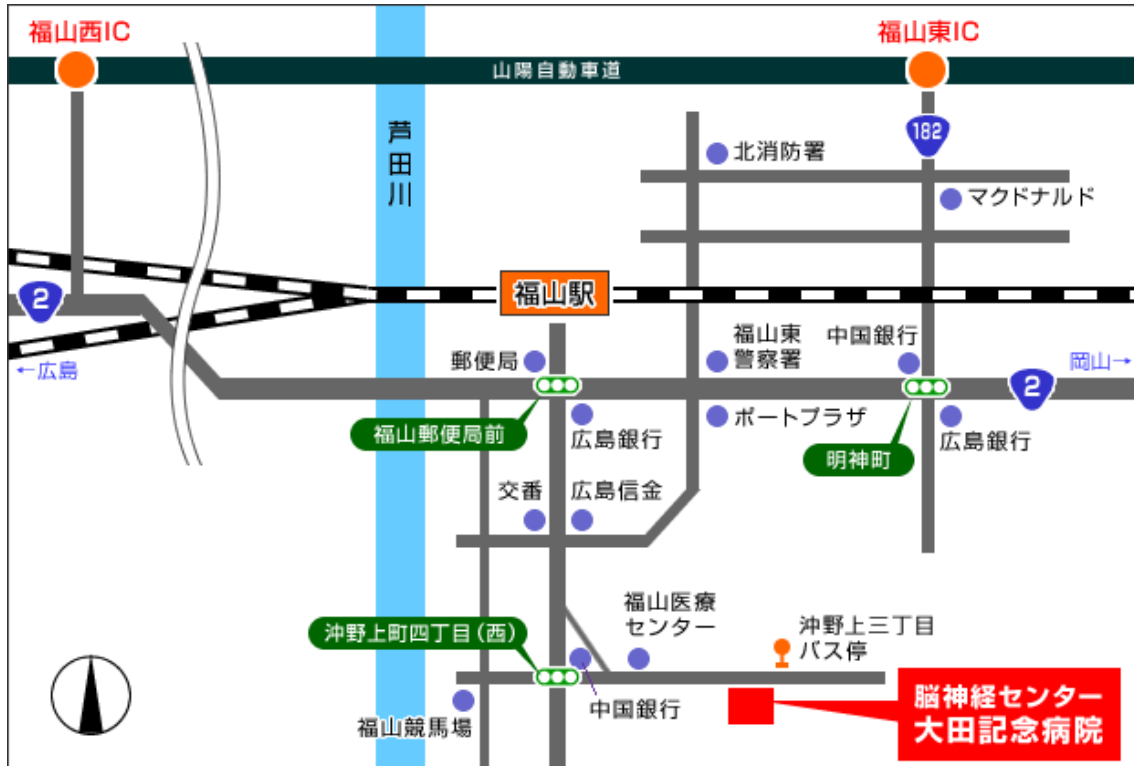 福山西IC
福山東IC
山陽自動車道
芦田川
182
北消防署
マクドナルド
福山駅
2
←広島
郵便局
福山東
警察署
中国銀行
岡山→
2
福山郵便局前
広島銀行
ポートプラザ
明神町
広島銀行
交番
広島信金
福山医療
センター
沖野上三丁目
バス停
沖野上町四丁目(西)
中国銀行
福山競馬場
脳神経センター
大田記念病院